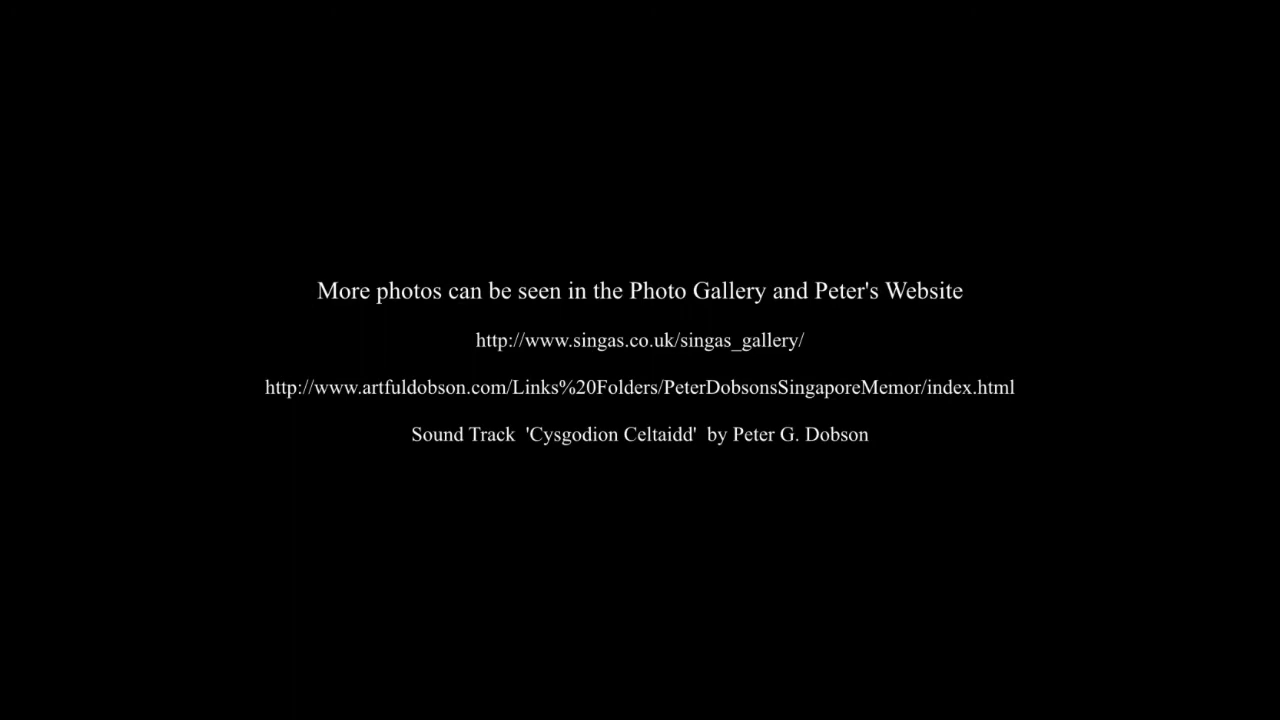 More photos can be seen in the Photo Gallery and Peter's Website
http://www.singas.co.uk/singas_gallery/
http://www.artfuldobson.com/Links%20Folders/PeterDobsonsSingaporeMemor/index.html
Sound Track  'Cysgodion Celtaidd'  by Peter G. Dobson